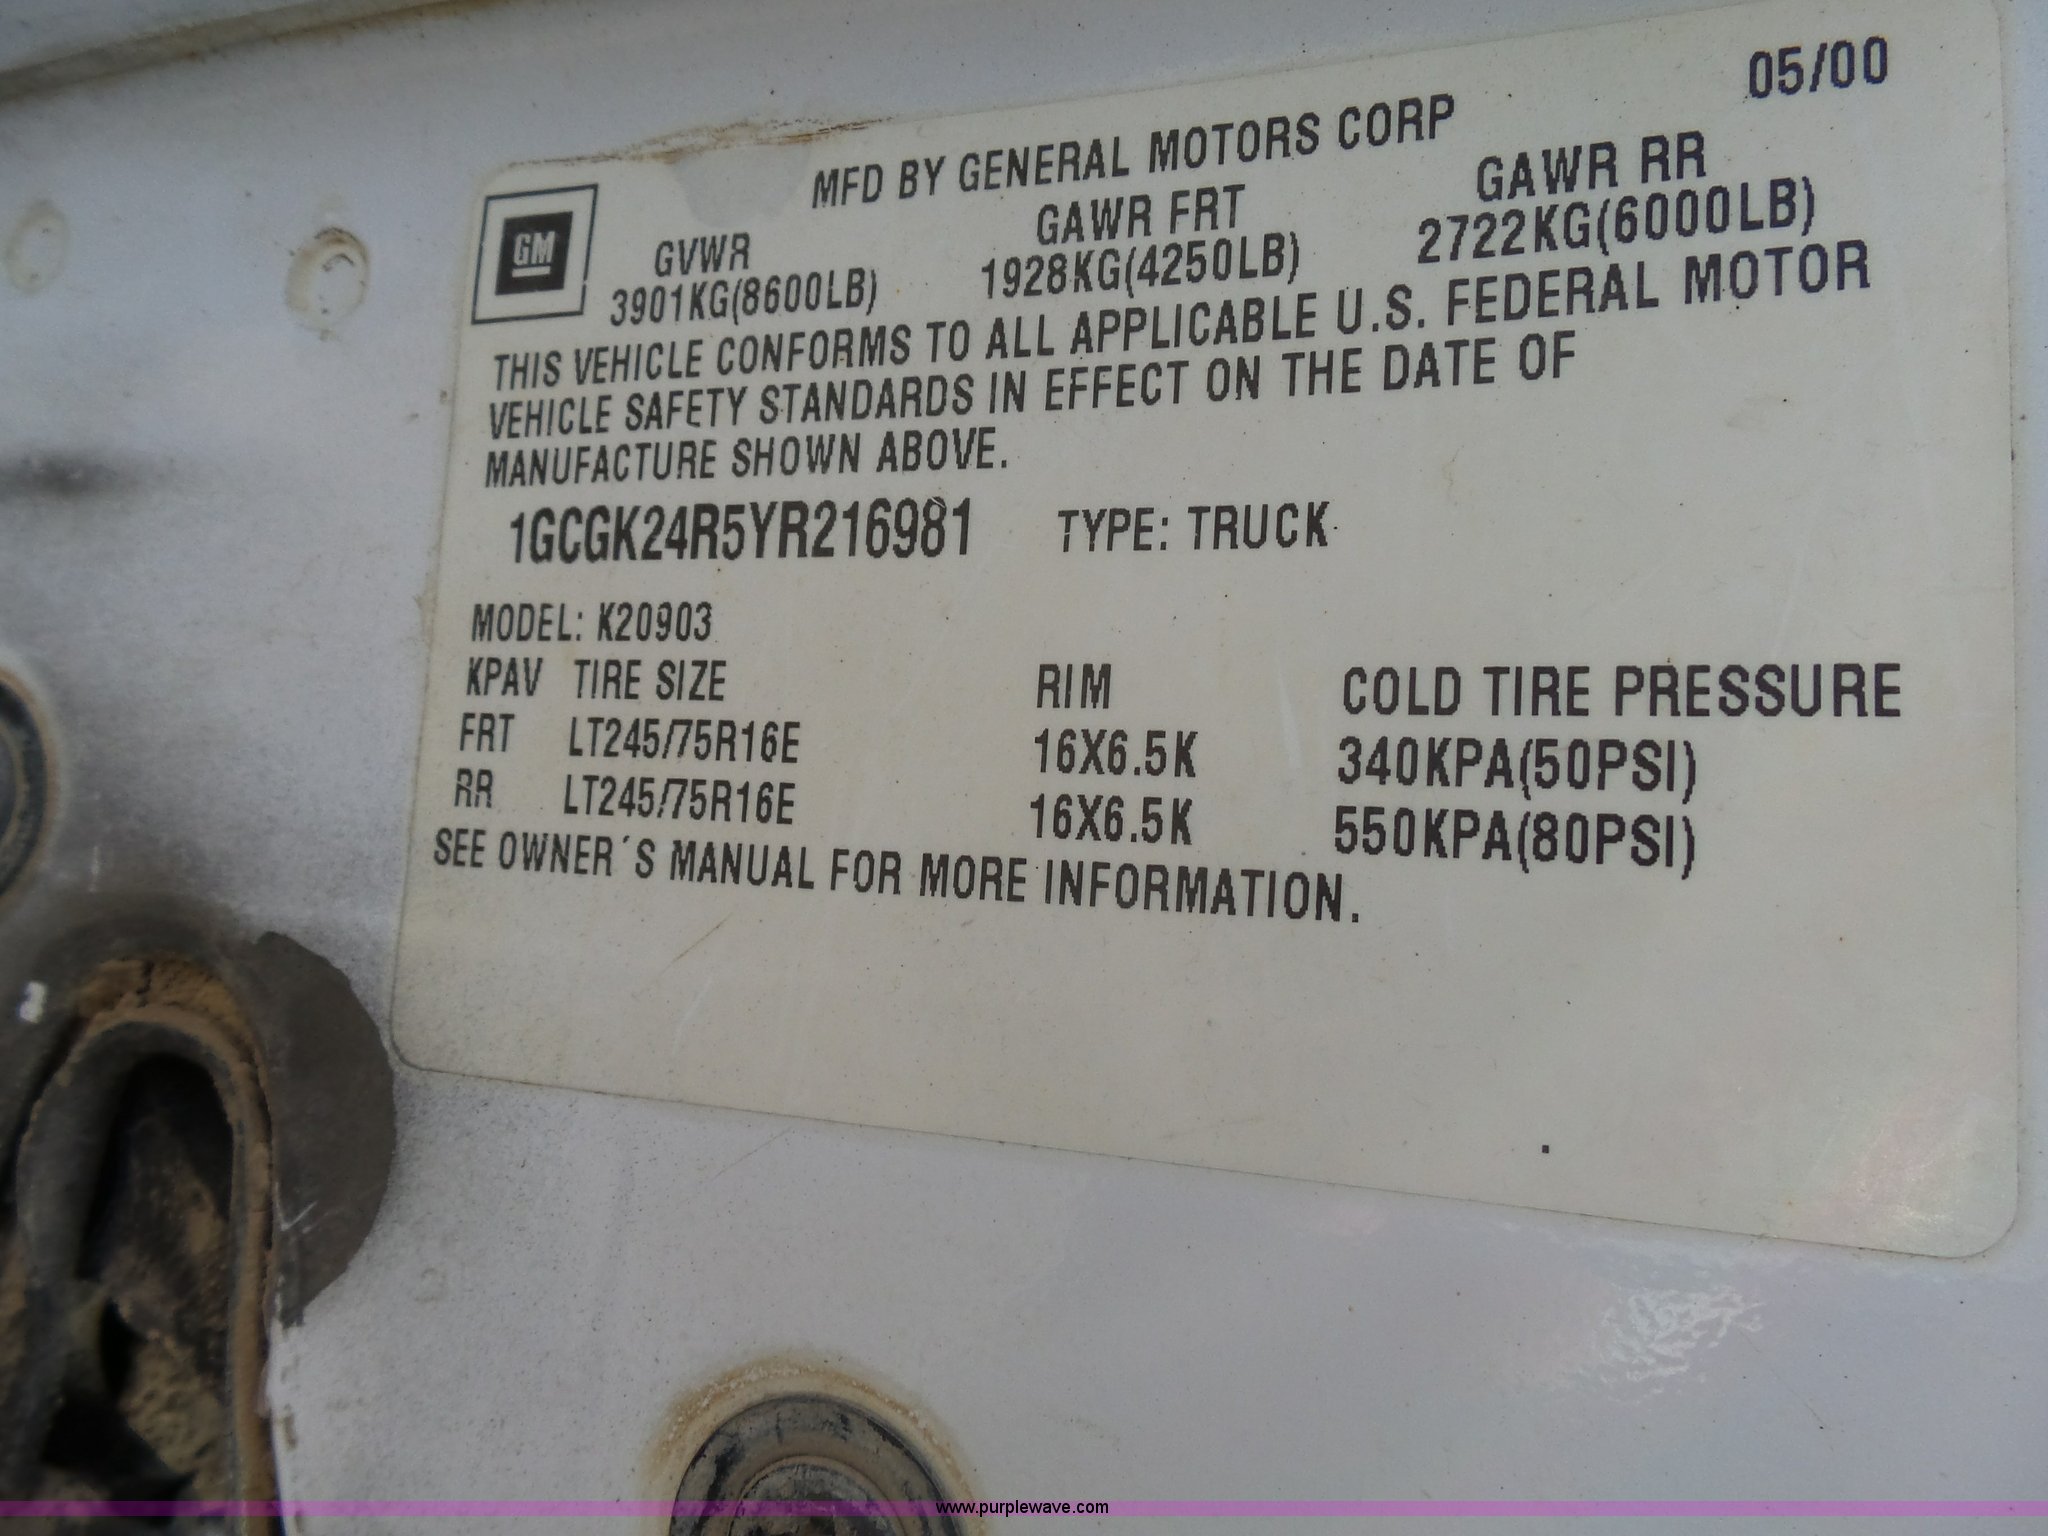 05/00
MFD BY GENERAL MOTORS CORP
GM
GVWR GAWR FRT GAWR RR
3901KG(8600LB) 1928KG(4250LB) 2722KG(6000LB)
THIS VEHICLE CONFORMS TO ALL APPLICABLE U.S. FEDERAL MOTOR
VEHICLE SAFETY STANDARDS IN EFFECT ON THE DATE OF
MANUFACTURE SHOWN ABOVE.
1GCGK24R5YR216981 TYPE: TRUCK
MODEL: K20903
KPAV TIRE SIZE RIM COLD TIRE PRESSURE
FRT LT245/75R16E 16X6.5K 340KPA(50PSI)
RR LT245/75R16E 16X6.5K 550KPA(80PSI)
SEE OWNER´S MANUAL FOR MORE INFORMATION.
www.purplewave.com